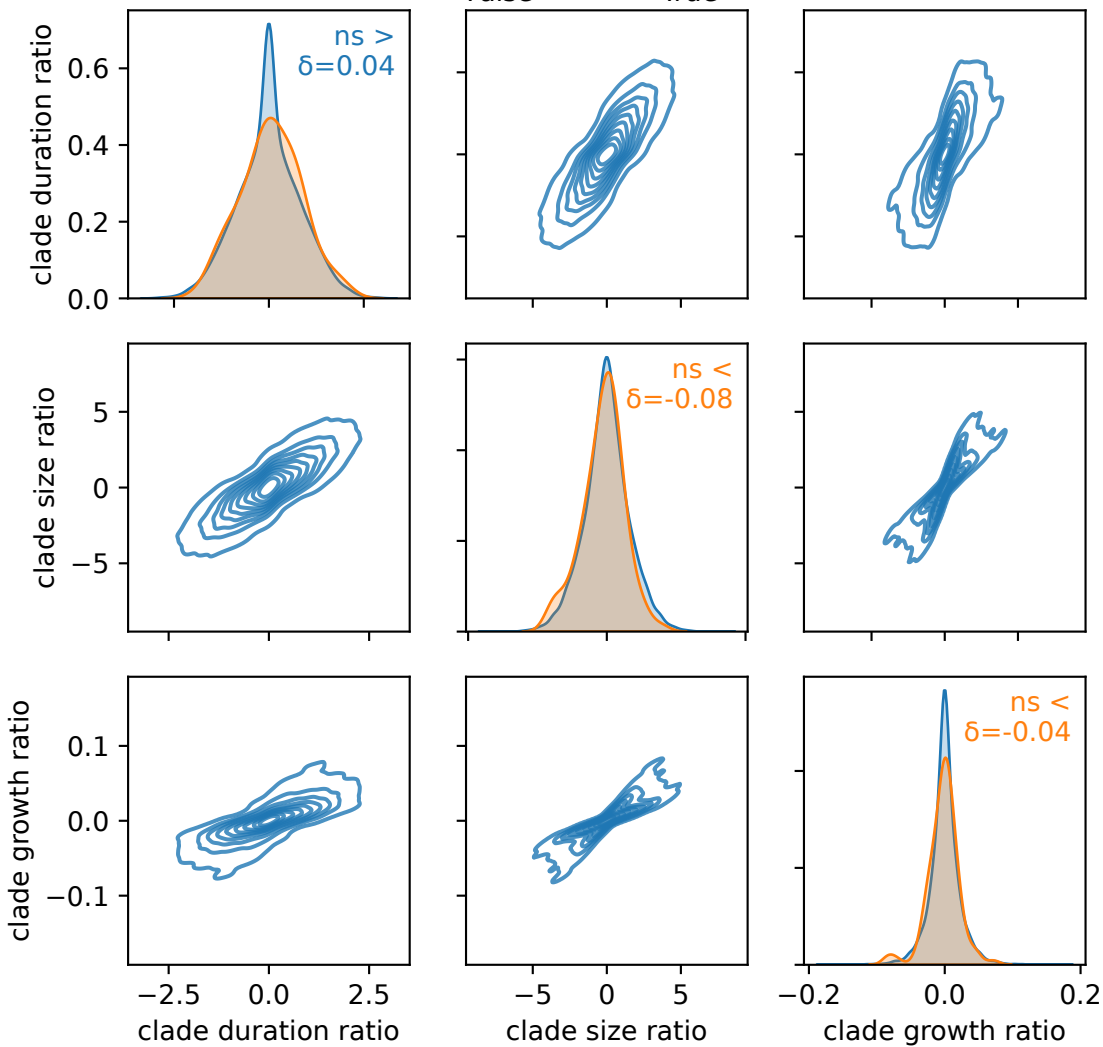 ns >
δ=0.04
clade duration ratio
0.6
0.4
0.2
0.0
ns <
δ=-0.08
clade size ratio
5
0
−5
ns <
δ=-0.04
clade growth ratio
0.1
0.0
−0.1
−2.5 0.0 2.5
−5 0 5
−0.2 0.0 0.2
clade duration ratio
clade size ratio
clade growth ratio